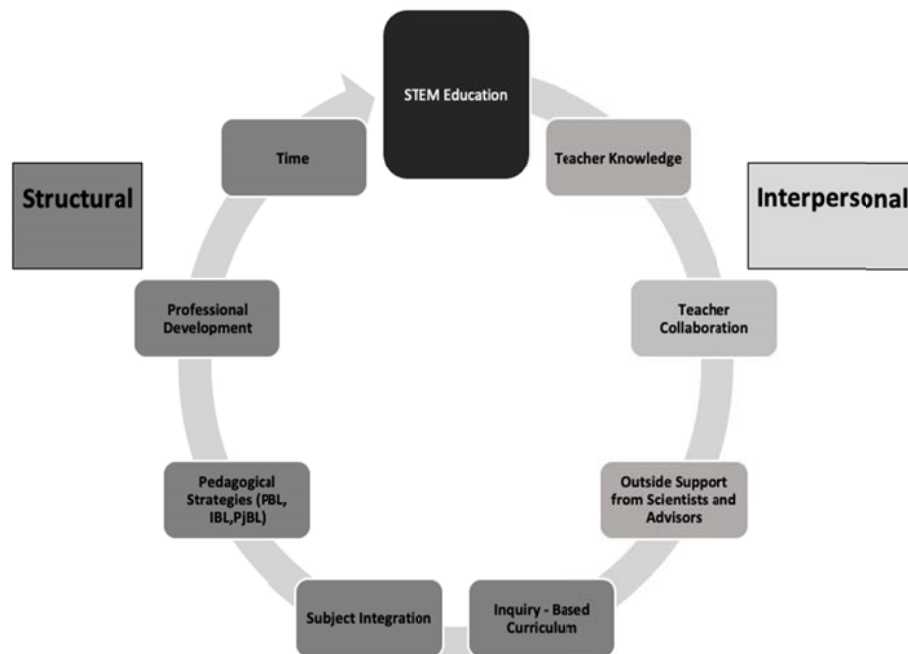 STEM Education
Time
Teacher Knowledge
Structural
Interpersonal
Professional
Development
Teacher
Collaboration
Pedagogical
Strategies (PBL,
IBL,PjBL)
Outside Support
from Scientists and
Advisors
Subject Integration
Inquiry - Based
Curriculum